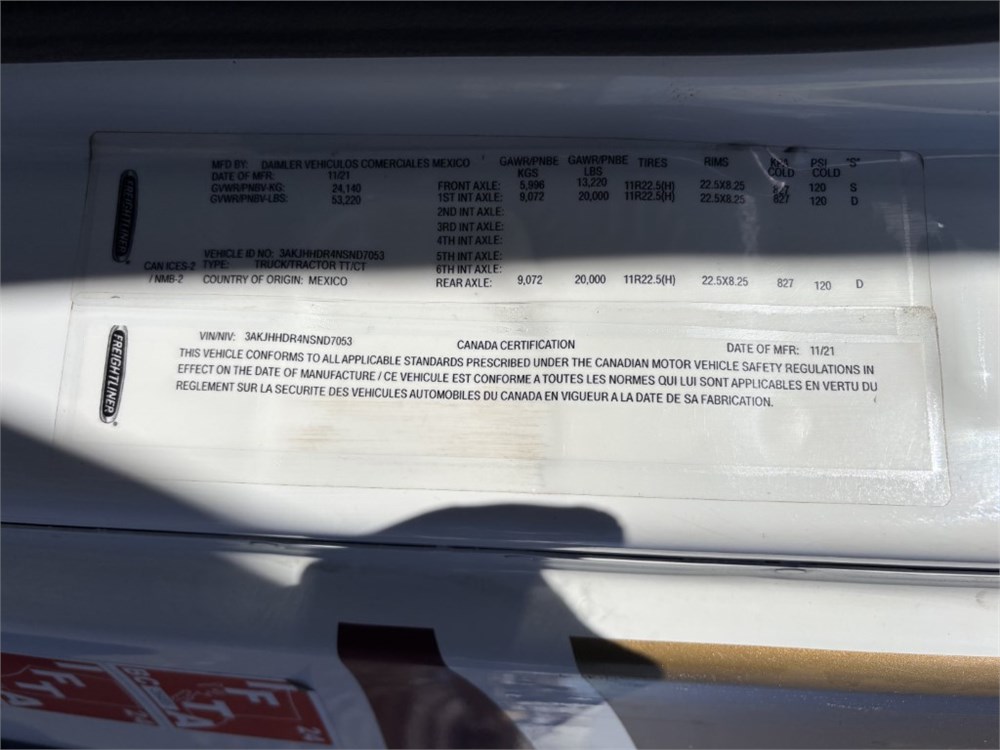 FREIGHTLINER
MFD BY: DAIMLER VEHICULOS COMERCIALES MEXICO
DATE OF MFR: 11/21
GVWR/PNBV-KG: 24,140
GVWR/PNBV-LBS: 53,220
VEHICLE ID NO: 3AKJHHDR4NSND7053
CAN ICES-2 TYPE: TRUCK/TRACTOR TT/CT
/ NMB-2 COUNTRY OF ORIGIN: MEXICO
GAWR/PNBE GAWR/PNBE TIRES RIMS KPA PSI "S"
KGS LBS COLD COLD
FRONT AXLE: 5,996 13,220 11R22.5(H) 22.5X8.25 827 120 S
1ST INT AXLE: 9,072 20,000 11R22.5(H) 22.5X8.25 827 120 D
2ND INT AXLE:
3RD INT AXLE:
4TH INT AXLE:
5TH INT AXLE:
6TH INT AXLE:
REAR AXLE: 9,072 20,000 11R22.5(H) 22.5X8.25 827 120 D
FREIGHTLINER
VIN/NIV: 3AKJHHDR4NSND7053 CANADA CERTIFICATION DATE OF MFR: 11/21
THIS VEHICLE CONFORMS TO ALL APPLICABLE STANDARDS PRESCRIBED UNDER THE CANADIAN MOTOR VEHICLE SAFETY REGULATIONS IN
EFFECT ON THE DATE OF MANUFACTURE / CE VEHICULE EST CONFORME A TOUTES LES NORMES QUI LUI SONT APPLICABLES EN VERTU DU
REGLEMENT SUR LA SECURITE DES VEHICULES AUTOMOBILES DU CANADA EN VIGUEUR A LA DATE DE SA FABRICATION.
IFTA
IFTA
24